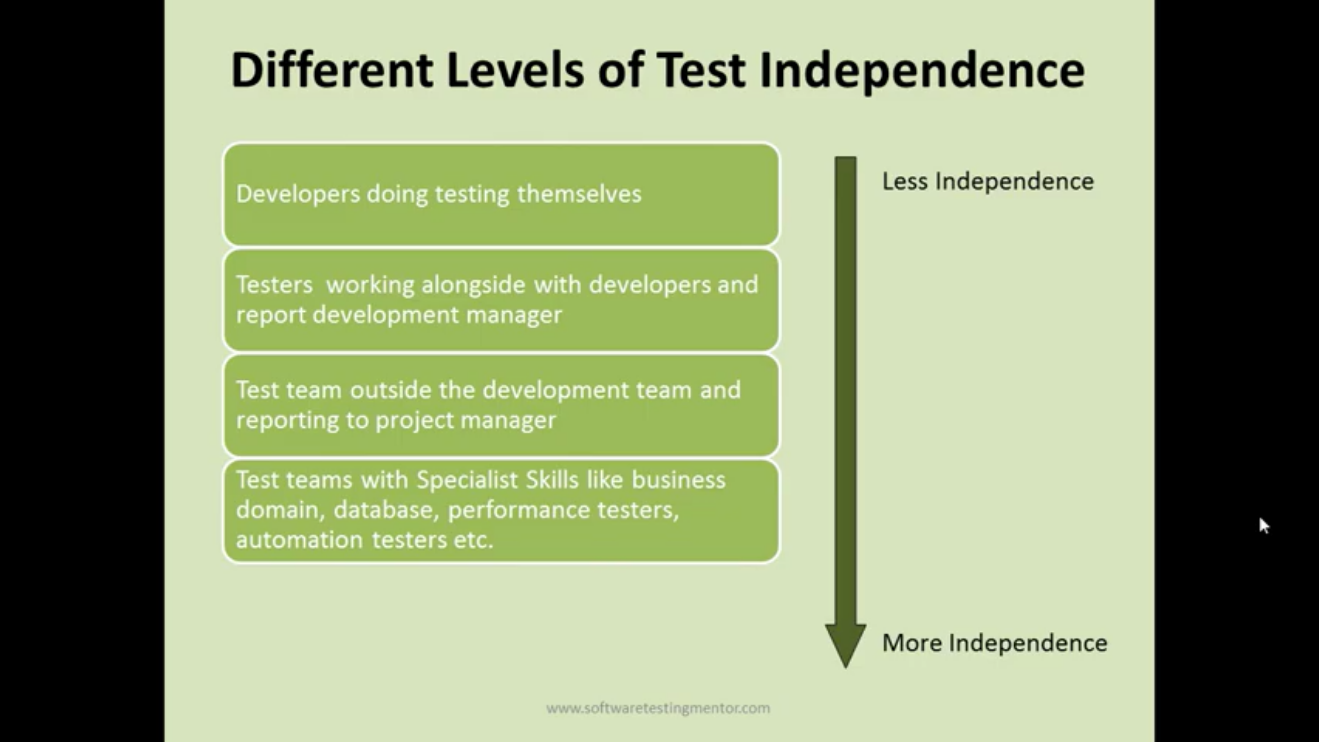 Different Levels of Test Independence
Developers doing testing themselves
Less Independence
Testers working alongside with developers and
report development manager
Test team outside the development team and
reporting to project manager
Test teams with Specialist Skills like business
domain, database, performance testers,
automation testers etc.
More Independence
www.softwaretestingmentor.com